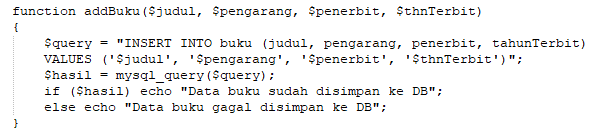 function addBuku($judul, $pengarang, $penerbit, $thnTerbit)
{
    $query = "INSERT INTO buku (judul, pengarang, penerbit, tahunTerbit)
    VALUES ('$judul', '$pengarang', '$penerbit', '$thnTerbit')";
    $hasil = mysql_query($query);
    if ($hasil) echo "Data buku sudah disimpan ke DB";
    else echo "Data buku gagal disimpan ke DB";
}